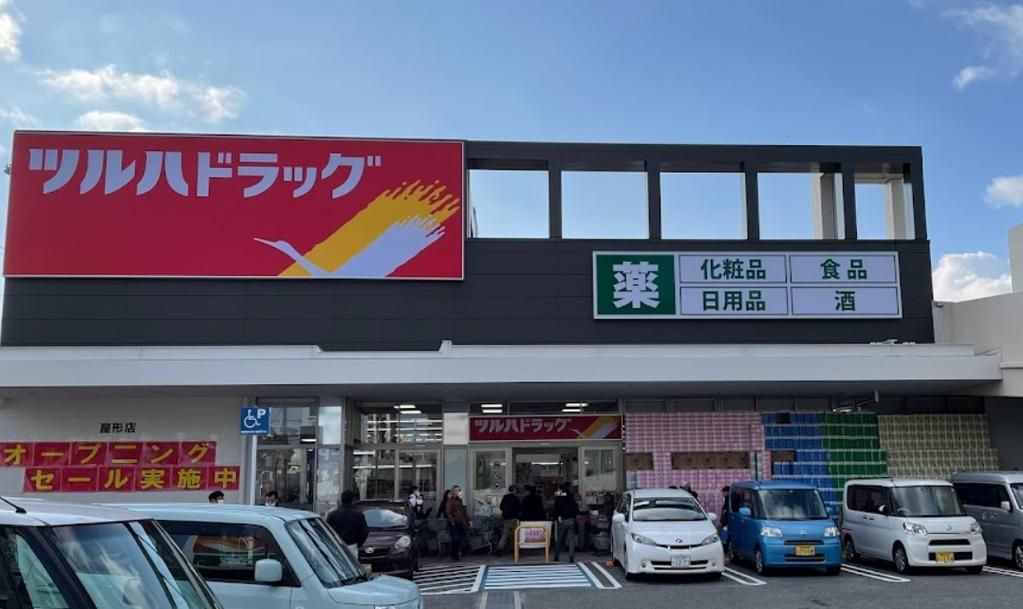 ツルハドラッグ
薬
化粧品
食品
日用品
酒
屋形店
オープニング
セール実施中
P
ツルハドラッグ